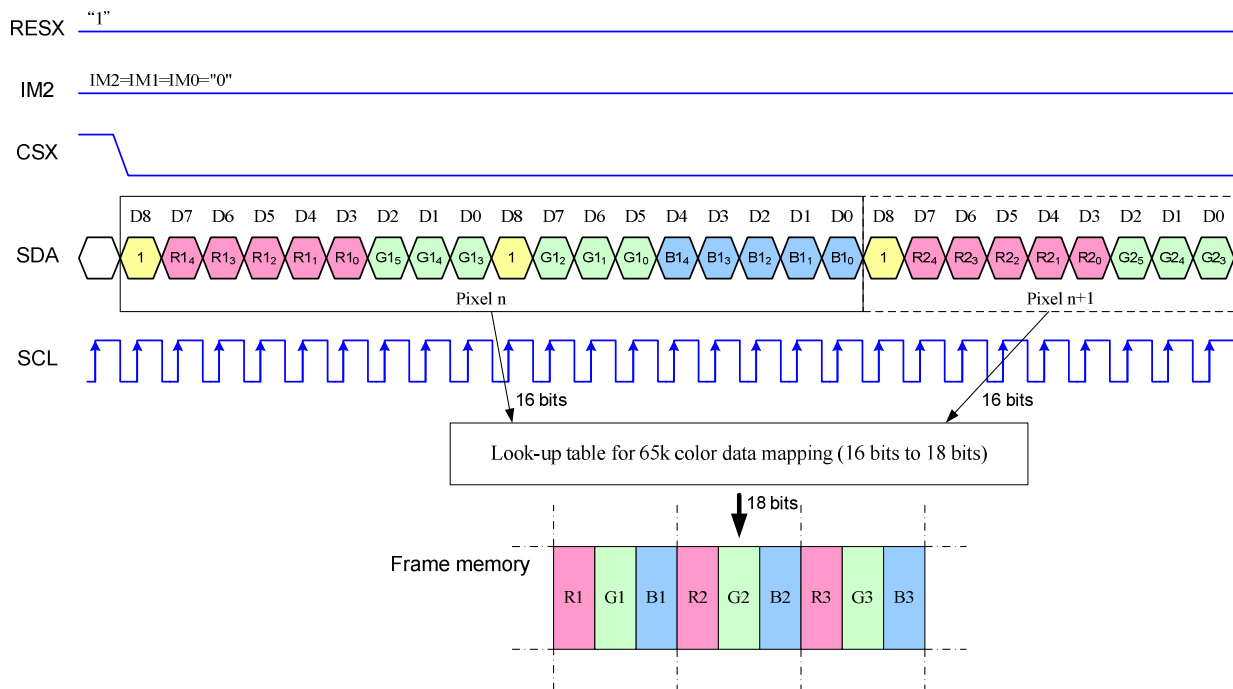 RESX
“1”
IM2
IM2=IM1=IM0="0"
CSX
D8 D7 D6 D5 D4 D3 D2 D1 D0 D8 D7 D6 D5 D4 D3 D2 D1 D0 D8 D7 D6 D5 D4 D3 D2 D1 D0
SDA
1 R1₄ R1₃ R1₂ R1₁ R1₀ G1₅ G1₄ G1₃ 1 G1₂ G1₁ G1₀ B1₄ B1₃ B1₂ B1₁ B1₀ 1 R2₄ R2₃ R2₂ R2₁ R2₀ G2₅ G2₄ G2₃
Pixel n
Pixel n+1
SCL
16 bits
16 bits
Look-up table for 65k color data mapping (16 bits to 18 bits)
18 bits
Frame memory
R1 G1 B1 R2 G2 B2 R3 G3 B3